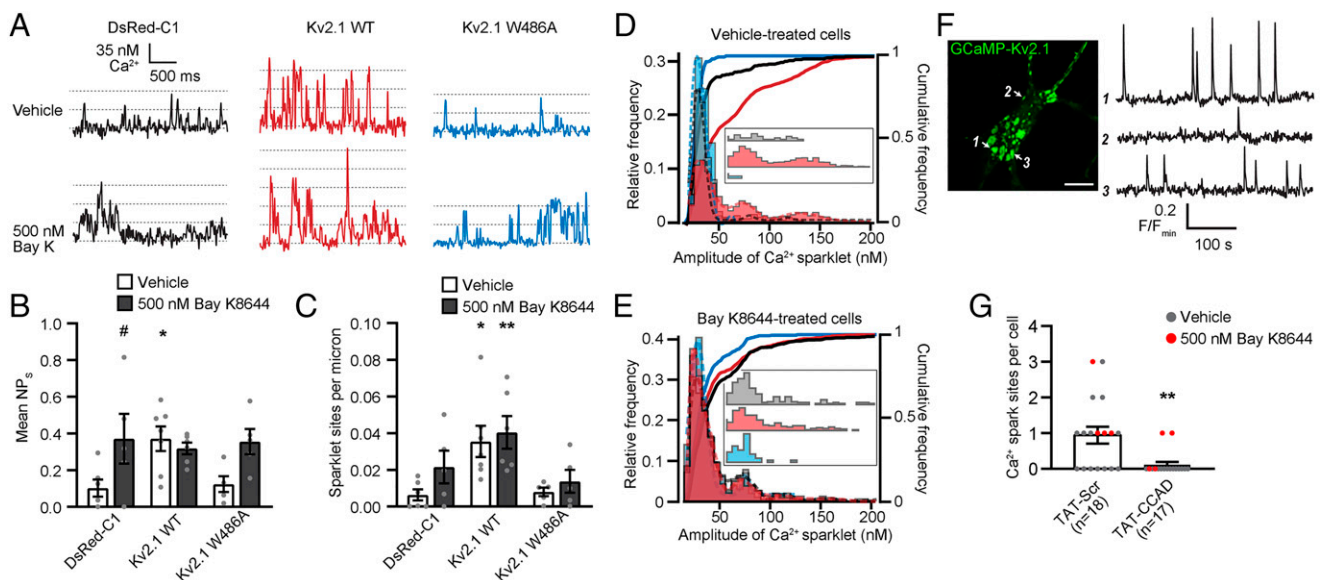 A
DsRed-C1
Kv2.1 WT
Kv2.1 W486A
35 nM
Ca²⁺
500 ms
Vehicle
500 nM
Bay K
B
Vehicle
500 nM Bay K8644
Mean NPₛ
1.0
0.8
0.6
0.4
0.2
0.0
#
*
DsRed-C1
Kv2.1 WT
Kv2.1 W486A
C
Vehicle
500 nM Bay K8644
Sparklet sites per micron
0.10
0.08
0.06
0.04
0.02
0.00
*
**
DsRed-C1
Kv2.1 WT
Kv2.1 W486A
D
Vehicle-treated cells
Relative frequency
0.3
0.2
0.1
0
Cumulative frequency
1
0.5
0
50
100
150
200
Amplitude of Ca²⁺ sparklet (nM)
E
Bay K8644-treated cells
Relative frequency
0.4
0.3
0.2
0.1
0
Cumulative frequency
1
0.5
0
50
100
150
200
Amplitude of Ca²⁺ sparklet (nM)
F
GCaMP-Kv2.1
2
1
3
1
2
3
0.2
F/Fmin
100 s
G
Vehicle
500 nM Bay K8644
Ca²⁺ spark sites per cell
4
3
2
1
0
**
TAT-Scr
(n=18)
TAT-CCAD
(n=17)